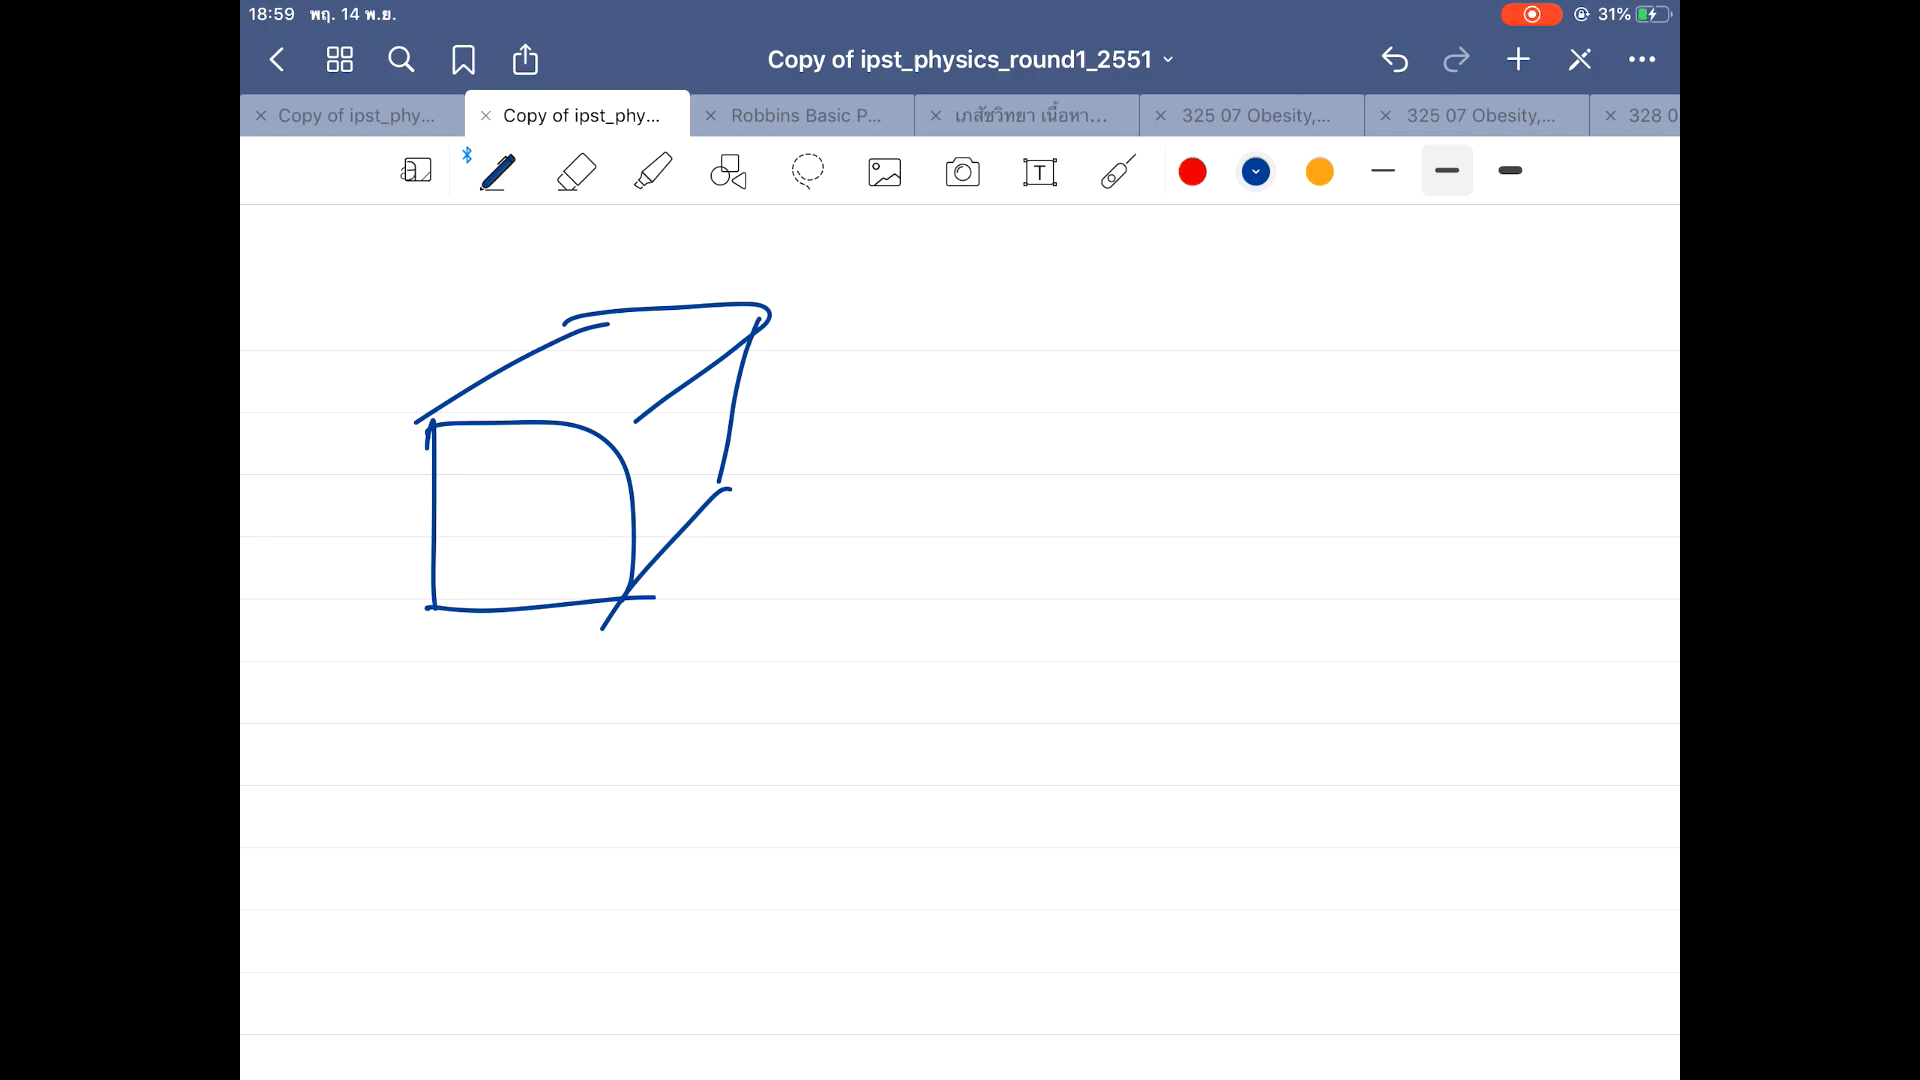 18:59 พฤ. 14 พ.ย. 31%
Copy of ipst_physics_round1_2551
Copy of ipst_phy... Copy of ipst_phy... Robbins Basic P... เภสัชวิทยา เนื้อหา... 325 07 Obesity,... 325 07 Obesity,... 328 0
T